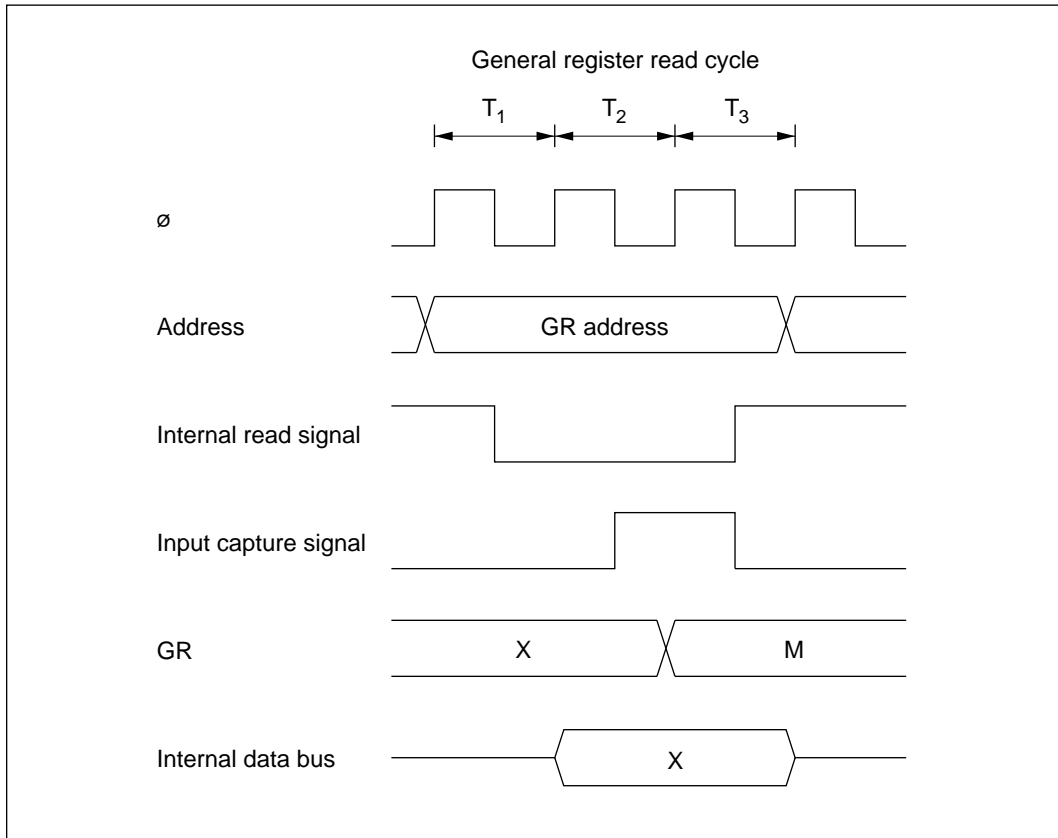 General register read cycle
T1 T2 T3
ø
Address GR address
Internal read signal
Input capture signal
GR X M
Internal data bus X